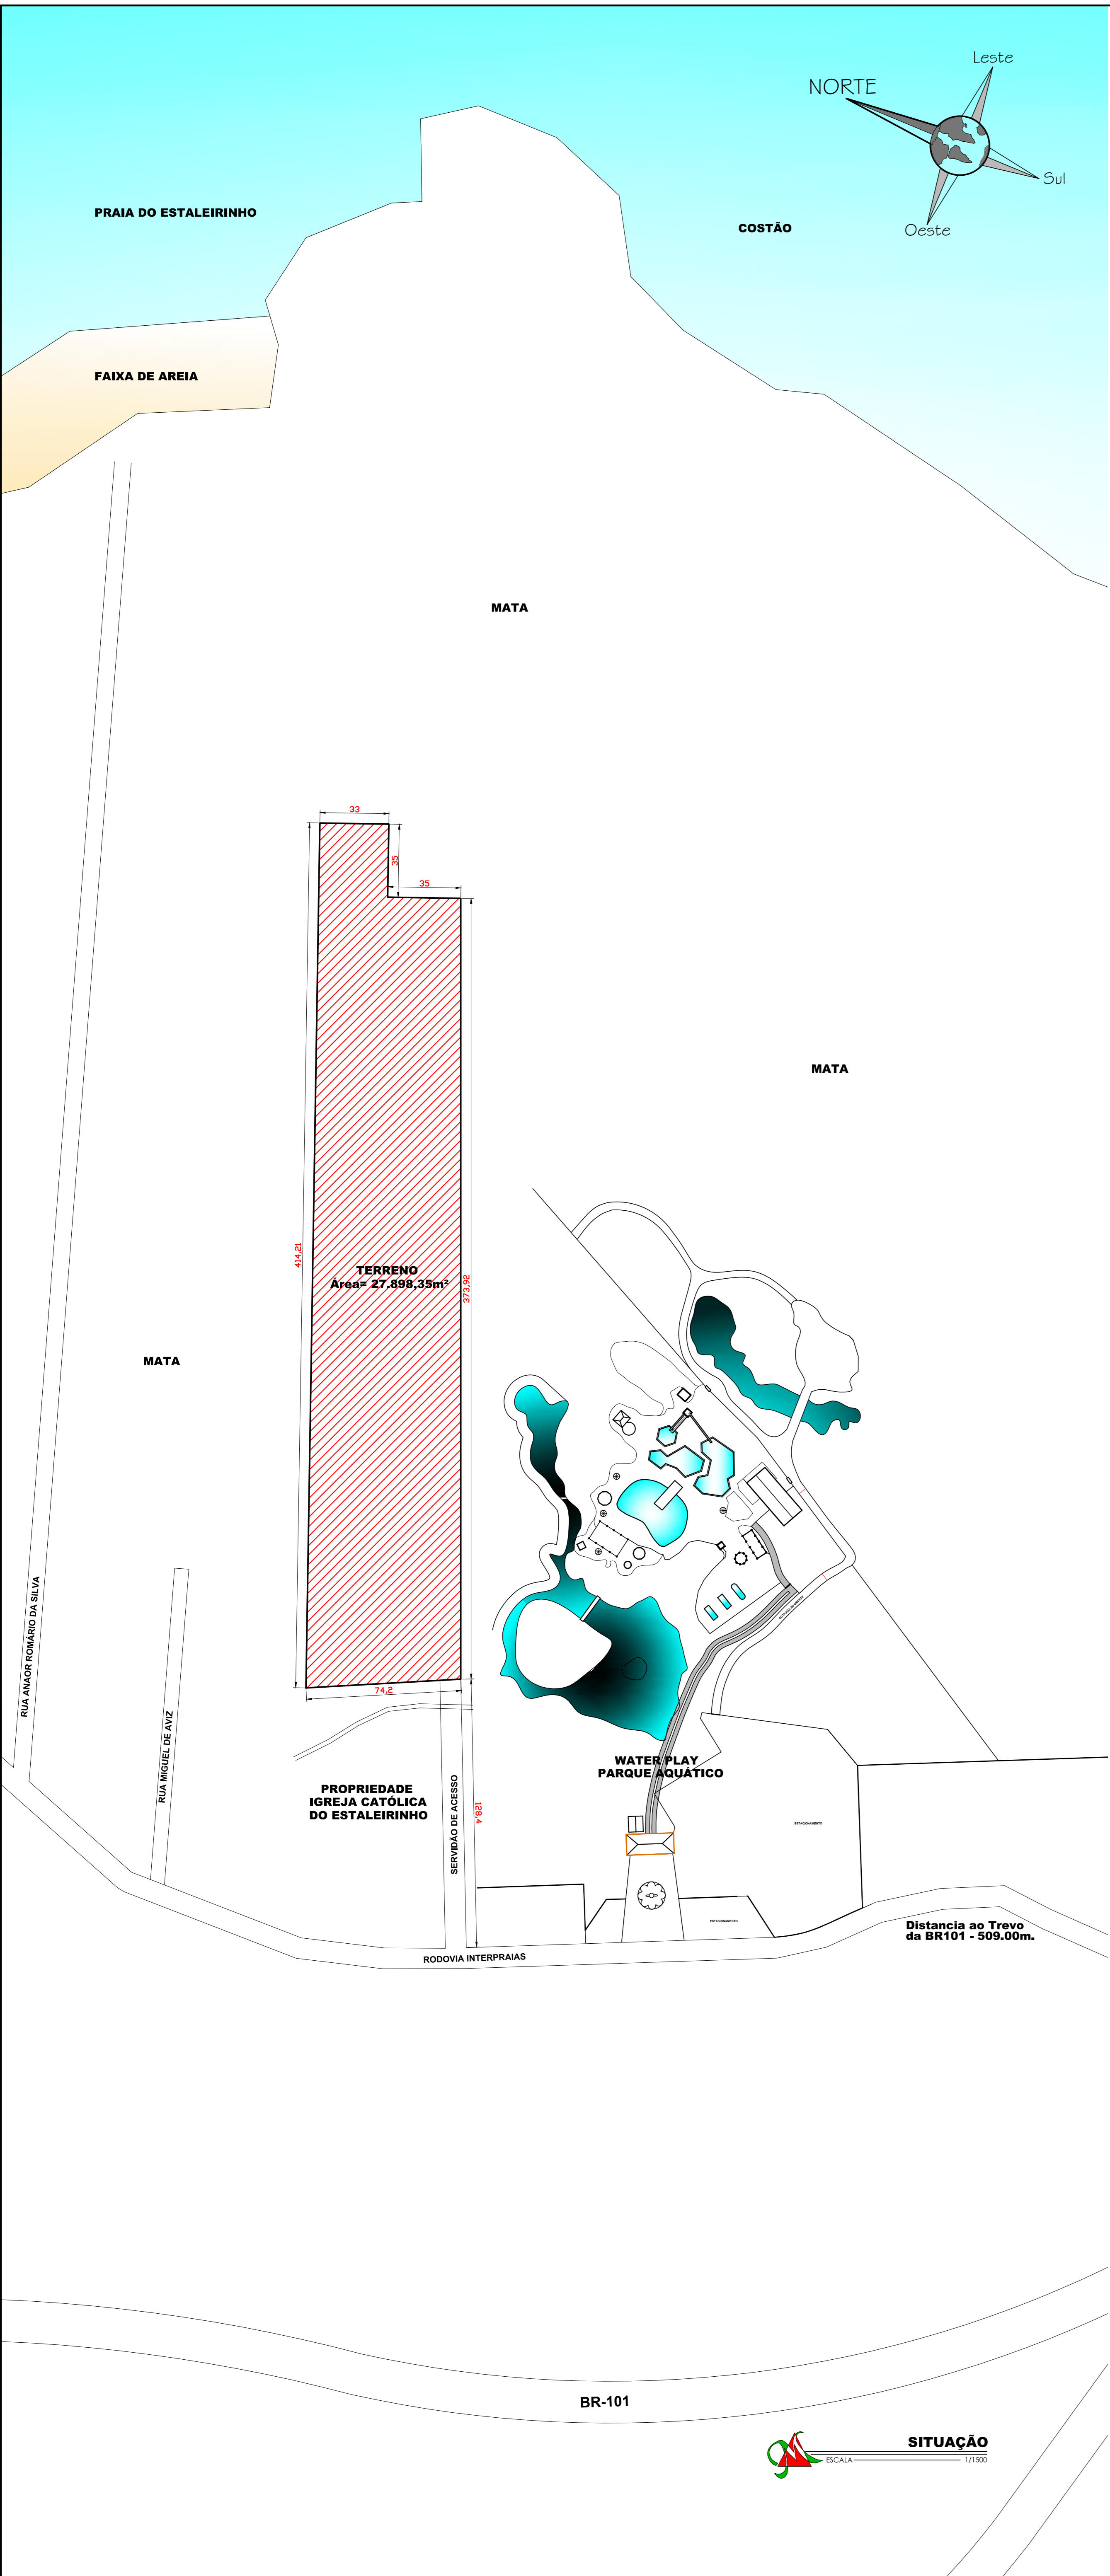 Leste
NORTE
Sul
Oeste
PRAIA DO ESTALEIRINHO
COSTÃO
FAIXA DE AREIA
MATA
33
35
35
MATA
414,21
TERRENO
Área= 27.898,35m²
373,92
MATA
RUA ANAOR ROMÁRIO DA SILVA
74,2
RUA MIGUEL DE AVIZ
WATER PLAY
PARQUE AQUÁTICO
PROPRIEDADE
IGREJA CATÓLICA
DO ESTALEIRINHO
SERVIDÃO DE ACESSO
128,4
ESTACIONAMENTO
ESTACIONAMENTO
Distancia ao Trevo
da BR101 - 509.00m.
RODOVIA INTERPRAIAS
BR-101
SITUAÇÃO
ESCALA 1/1500